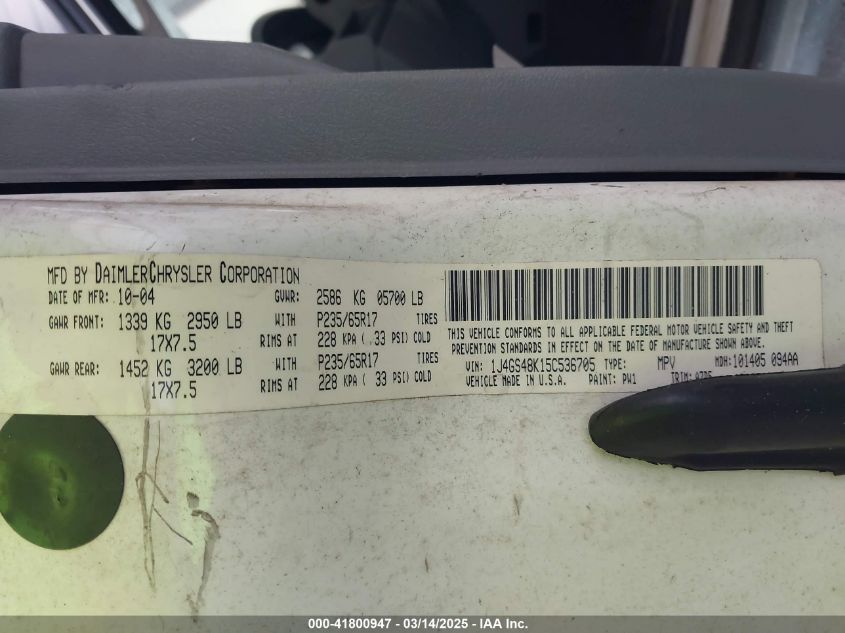 MFD BY DAIMLERCHRYSLER CORPORATION
DATE OF MFR: 10-04 GVWR: 2586 KG 05700 LB
GAWR FRONT: 1339 KG 2950 LB WITH P235/65R17 TIRES
17X7.5 RIMS AT 228 KPA ( 33 PSI) COLD
GAWR REAR: 1452 KG 3200 LB WITH P235/65R17 TIRES
17X7.5 RIMS AT 228 KPA ( 33 PSI) COLD
THIS VEHICLE CONFORMS TO ALL APPLICABLE FEDERAL MOTOR VEHICLE SAFETY AND THEFT
PREVENTION STANDARDS IN EFFECT ON THE DATE OF MANUFACTURE SHOWN ABOVE.
VIN: 1J4GS48K15C536705 TYPE: MPV MDH: 101405 094AA
VEHICLE MADE IN U.S.A. PAINT: PW1 TRIM:
000-41800947 - 03/14/2025 - IAA Inc.